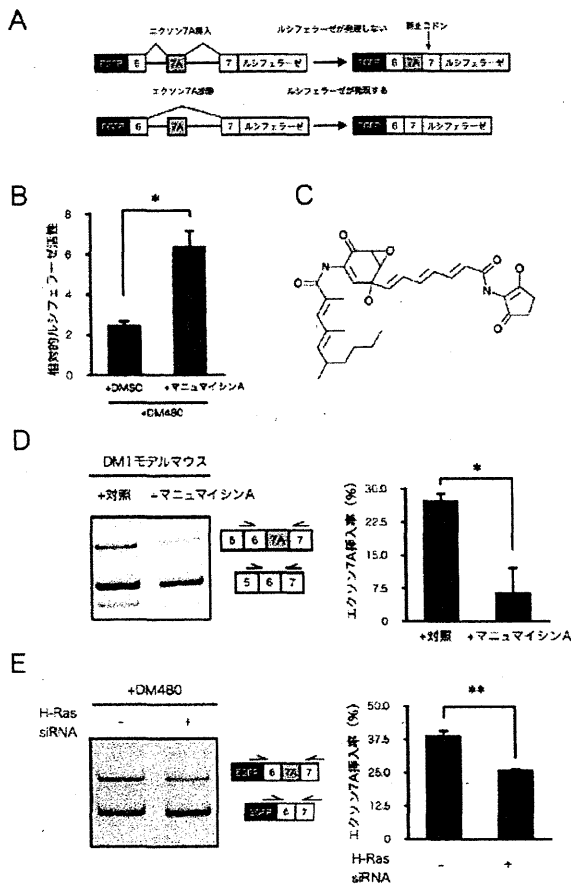 A
エクソン7A挿入
ルシフェラーゼが発現しない
終止コドン
EGFP 6 7A 7 ルシフェラーゼ
EGFP 6 7A 7 ルシフェラーゼ
エクソン7A
ルシフェラーゼが発現する
EGFP 6 7A 7 ルシフェラーゼ
EGFP 6 7 ルシフェラーゼ
B
*
相対的ルシフェラーゼ活性
8
6
4
2
0
+DMSO
+マニュマイシンA
+DM480
C
O
O
N
O
O
O
N
O
O
D
DM1モデルマウス
+対照
+マニュマイシンA
5 6 7A 7
5 6 7
*
エクソン7A挿入率 (%)
30.0
22.5
15.0
7.5
0
+対照
+マニュマイシンA
E
+DM480
H-Ras
siRNA
-
+
EGFP 6 7A 7
EGFP 6 7
**
エクソン7A挿入率 (%)
50.0
37.5
25.0
12.5
0
H-Ras
siRNA
-
+